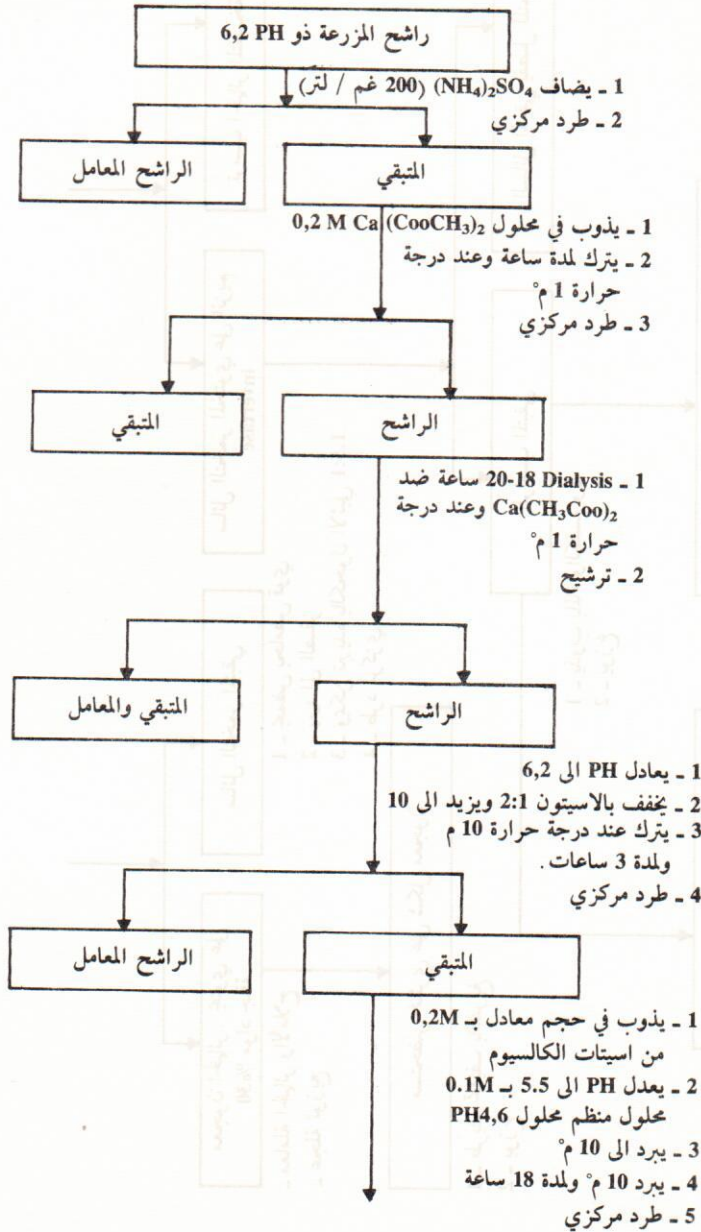 راشح المزرعة ذو 6,2 PH
1 ـ يضاف (NH₄)₂SO₄ (200 غم / لتر)
2 ـ طرد مركزي
المتبقي
الراشح المعامل
1 ـ يذوب في محلول 0,2 M Ca (CooCH₃)₂
2 ـ يترك لمدة ساعة وعند درجة
حرارة 1 م°
3 ـ طرد مركزي
الراشح
المتبقي
1 ـ Dialysis 20-18 ساعة ضد
Ca(CH₃Coo)₂ وعند درجة
حرارة 1 م°
2 ـ ترشيح
الراشح
المتبقي والمعامل
1 ـ يعادل PH الى 6,2
2 ـ يخفف بالاسيتون 2:1 ويزيد الى 10
3 ـ يترك عند درجة حرارة 10 م
ولمدة 3 ساعات .
4 ـ طرد مركزي
المتبقي
الراشح المعامل
1 ـ يذوب في حجم معادل بـ 0,2M
من اسيتات الكالسيوم
2 ـ يعدل PH الى 5.5 بـ 0.1M
محلول منظم محلول PH4,6
3 ـ يبرد الى 10 م°
4 ـ يبرد 10 م° ولمدة 18 ساعة
5 ـ طرد مركزي